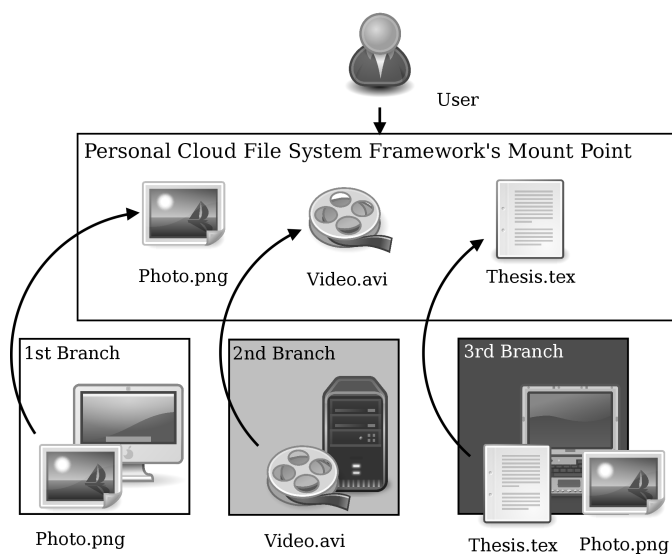 User
Personal Cloud File System Framework's Mount Point
Photo.png
Video.avi
Thesis.tex
1st Branch
2nd Branch
3rd Branch
Photo.png
Video.avi
Thesis.tex
Photo.png